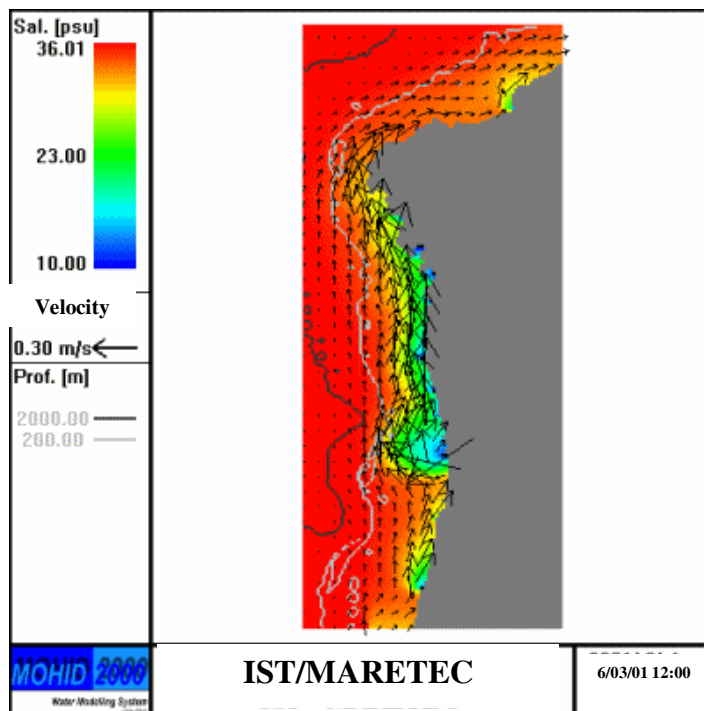 Sal. [psu]
36.01
23.00
10.00
Velocity
0.30 m/s
Prof. [m]
2000.00
200.00
MOHID 2000
Water Modelling System
IST/MARETEC
6/03/01 12:00